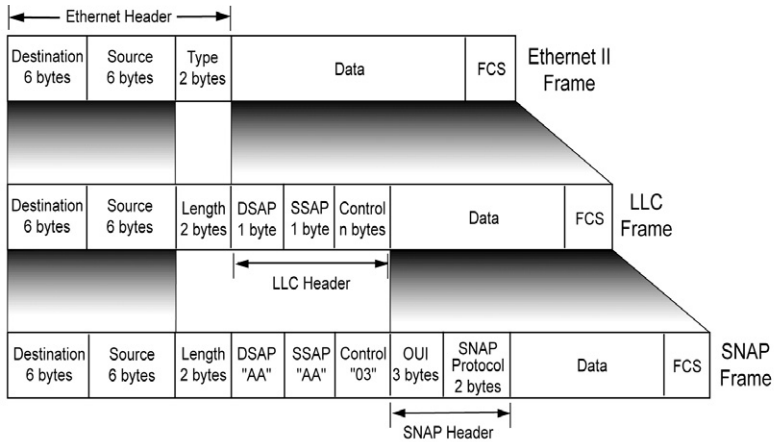 Ethernet Header
Destination
6 bytes
Source
6 bytes
Type
2 bytes
Data
FCS
Ethernet II
Frame
Destination
6 bytes
Source
6 bytes
Length
2 bytes
DSAP
1 byte
SSAP
1 byte
Control
n bytes
Data
FCS
LLC
Frame
LLC Header
Destination
6 bytes
Source
6 bytes
Length
2 bytes
DSAP
"AA"
SSAP
"AA"
Control
"03"
OUI
3 bytes
SNAP
Protocol
2 bytes
Data
FCS
SNAP
Frame
SNAP Header